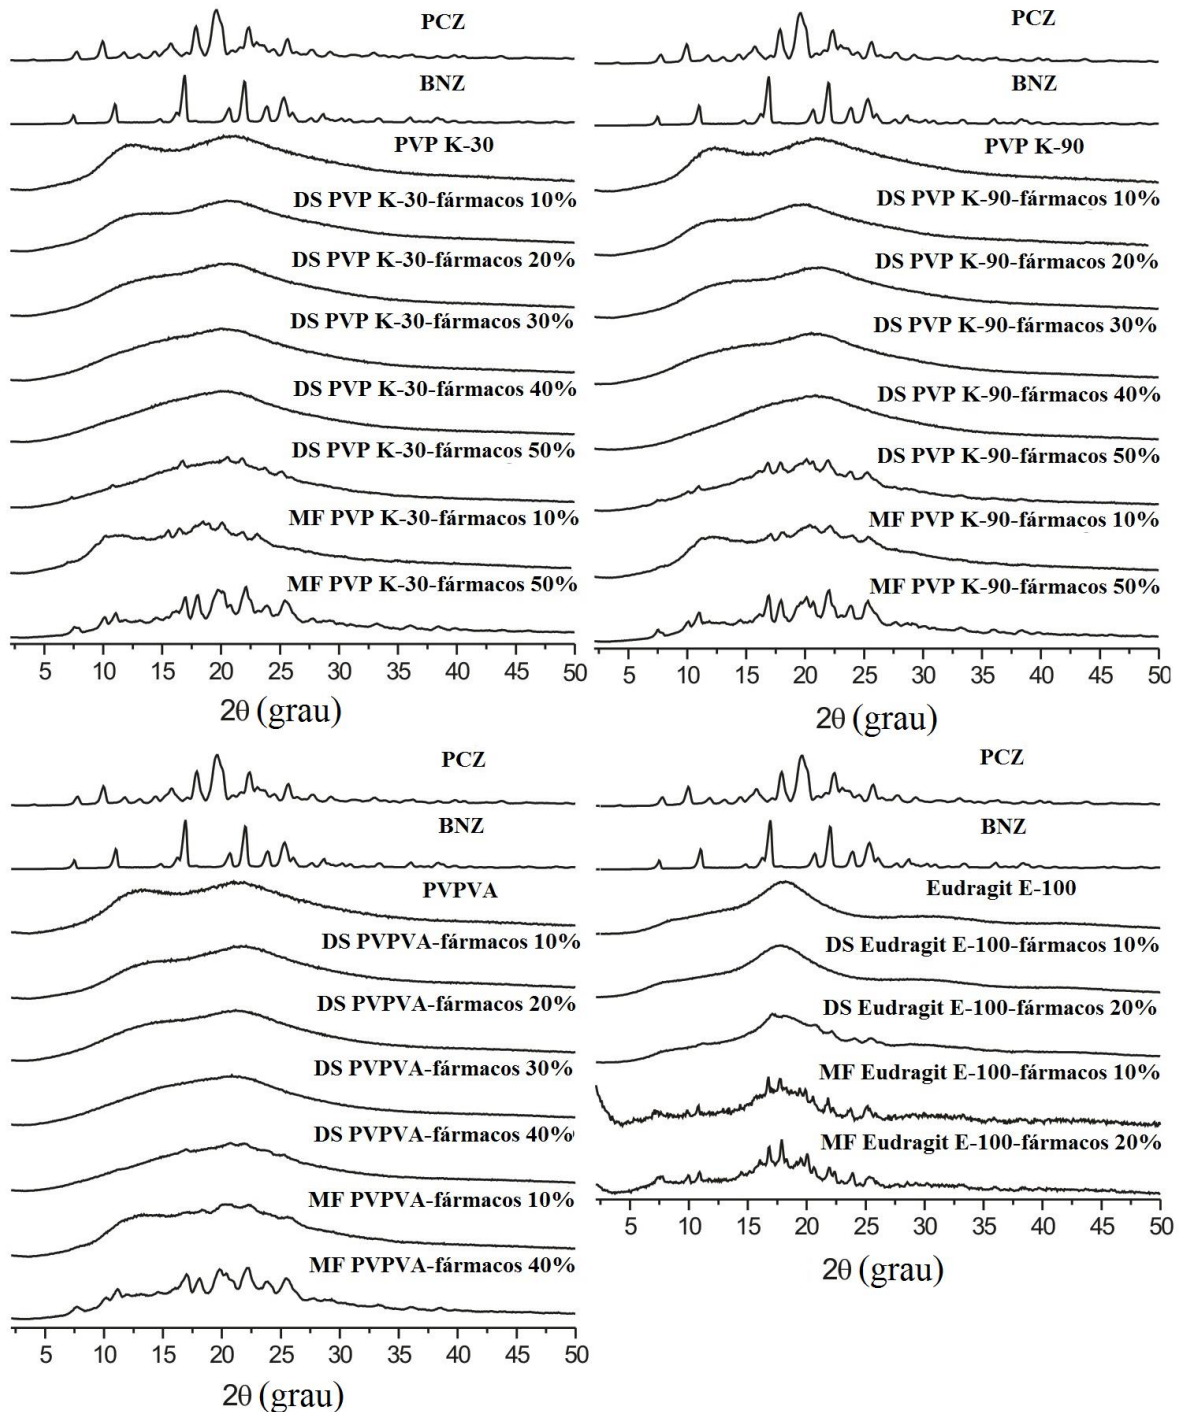 PCZ
BNZ
PVP K-30
DS PVP K-30-fármacos 10%
DS PVP K-30-fármacos 20%
DS PVP K-30-fármacos 30%
DS PVP K-30-fármacos 40%
DS PVP K-30-fármacos 50%
MF PVP K-30-fármacos 10%
MF PVP K-30-fármacos 50%
5 10 15 20 25 30 35 40 45 50
2θ (grau)
PCZ
BNZ
PVP K-90
DS PVP K-90-fármacos 10%
DS PVP K-90-fármacos 20%
DS PVP K-90-fármacos 30%
DS PVP K-90-fármacos 40%
DS PVP K-90-fármacos 50%
MF PVP K-90-fármacos 10%
MF PVP K-90-fármacos 50%
5 10 15 20 25 30 35 40 45 50
2θ (grau)
PCZ
BNZ
PVPVA
DS PVPVA-fármacos 10%
DS PVPVA-fármacos 20%
DS PVPVA-fármacos 30%
DS PVPVA-fármacos 40%
MF PVPVA-fármacos 10%
MF PVPVA-fármacos 40%
5 10 15 20 25 30 35 40 45 50
2θ (grau)
PCZ
BNZ
Eudragit E-100
DS Eudragit E-100-fármacos 10%
DS Eudragit E-100-fármacos 20%
MF Eudragit E-100-fármacos 10%
MF Eudragit E-100-fármacos 20%
5 10 15 20 25 30 35 40 45 50
2θ (grau)